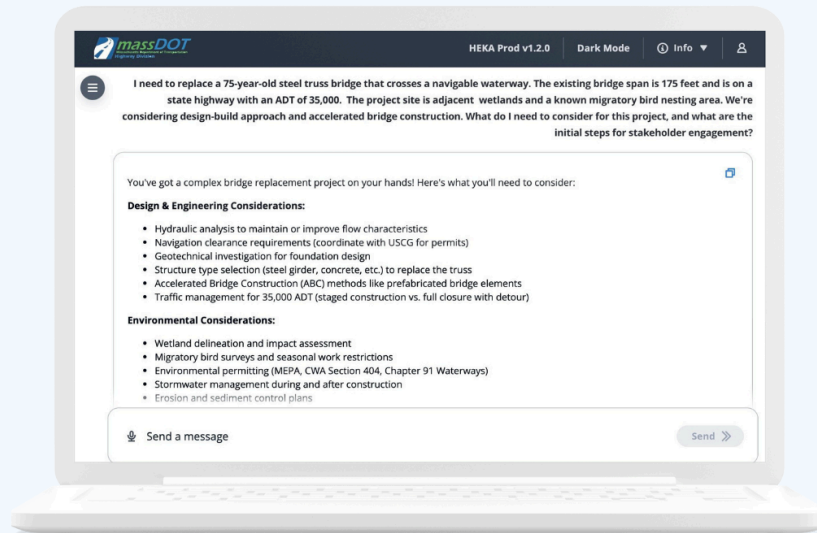 massDOT
Massachusetts Department of Transportation
Highway Division
HEKA Prod v1.2.0
Dark Mode
Info
I need to replace a 75-year-old steel truss bridge that crosses a navigable waterway. The existing bridge span is 175 feet and is on a
state highway with an ADT of 35,000. The project site is adjacent wetlands and a known migratory bird nesting area. We're
considering design-build approach and accelerated bridge construction. What do I need to consider for this project, and what are the
initial steps for stakeholder engagement?
You've got a complex bridge replacement project on your hands! Here's what you'll need to consider:
Design & Engineering Considerations:
• Hydraulic analysis to maintain or improve flow characteristics
• Navigation clearance requirements (coordinate with USCG for permits)
• Geotechnical investigation for foundation design
• Structure type selection (steel girder, concrete, etc.) to replace the truss
• Accelerated Bridge Construction (ABC) methods like prefabricated bridge elements
• Traffic management for 35,000 ADT (staged construction vs. full closure with detour)
Environmental Considerations:
• Wetland delineation and impact assessment
• Migratory bird surveys and seasonal work restrictions
• Environmental permitting (MEPA, CWA Section 404, Chapter 91 Waterways)
• Stormwater management during and after construction
• Erosion and sediment control plans
Send a message
Send